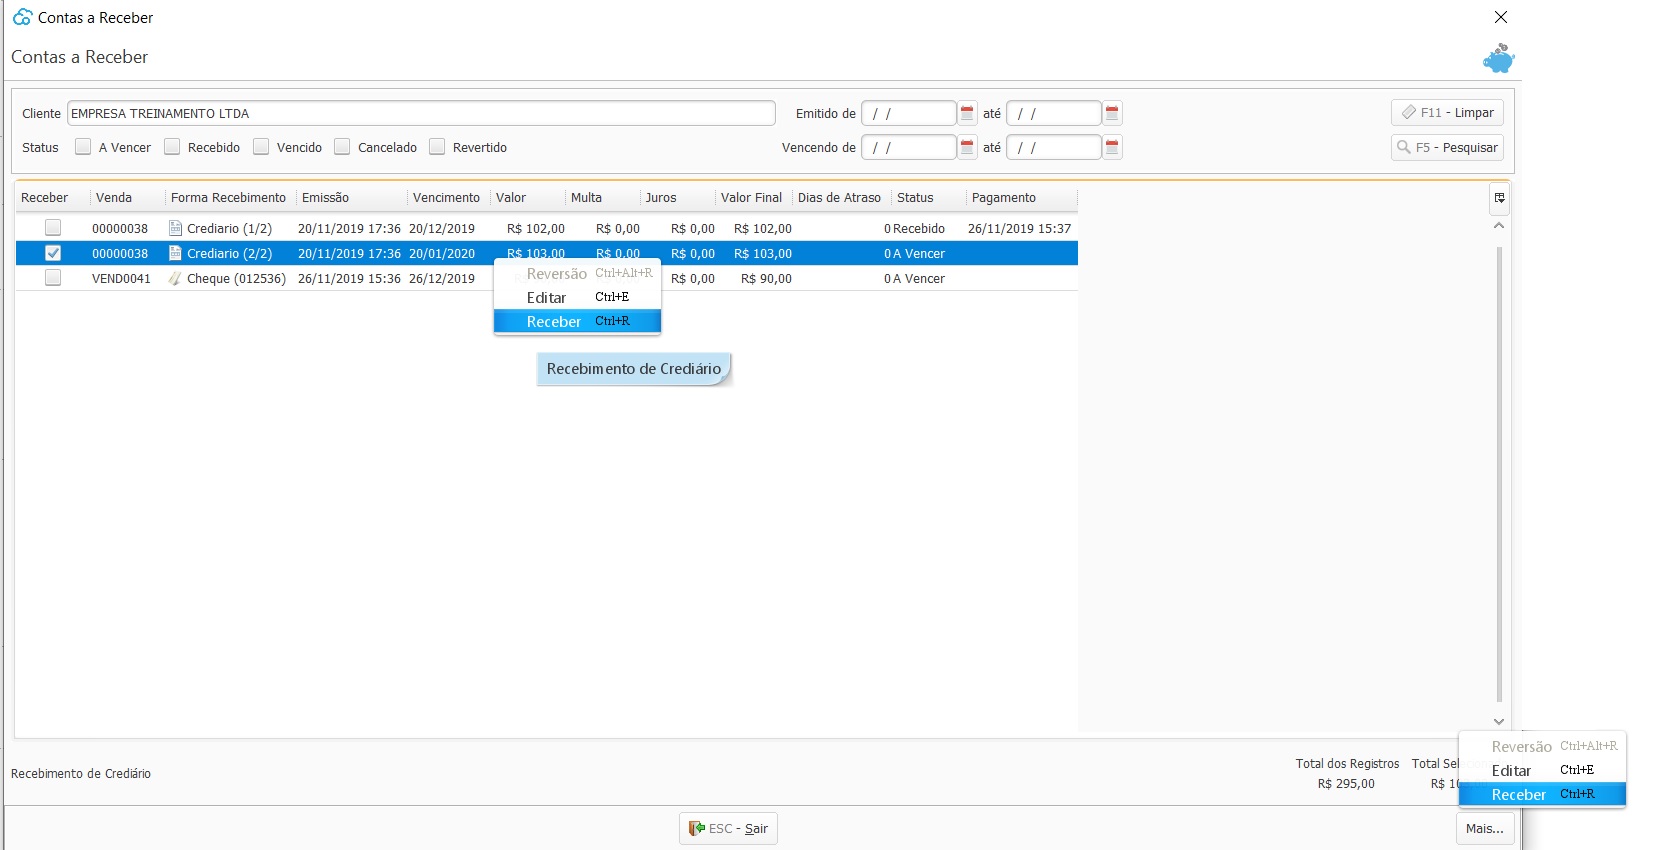 Contas a Receber
Contas a Receber
Cliente EMPRESA TREINAMENTO LTDA Emitido de / / até / / F11 - Limpar
Status A Vencer Recebido Vencido Cancelado Revertido Vencendo de / / até / / F5 - Pesquisar
Receber Venda Forma Recebimento Emissão Vencimento Valor Multa Juros Valor Final Dias de Atraso Status Pagamento
00000038 Crediario (1/2) 20/11/2019 17:36 20/12/2019 R$ 102,00 R$ 0,00 R$ 0,00 R$ 102,00 0 Recebido 26/11/2019 15:37
00000038 Crediario (2/2) 20/11/2019 17:36 20/01/2020 R$ 103,00 R$ 0,00 R$ 0,00 R$ 103,00 0 A Vencer
VEND0041 Cheque (012536) 26/11/2019 15:36 26/12/2019 R$ 0,00 R$ 90,00 0 A Vencer
Reversão Ctrl+Alt+R
Editar Ctrl+E
Receber Ctrl+R
Recebimento de Crediário
Recebimento de Crediário
Total dos Registros Total
R$ 295,00 R$
Reversão Ctrl+Alt+R
Editar Ctrl+E
Receber Ctrl+R
ESC - Sair Mais...